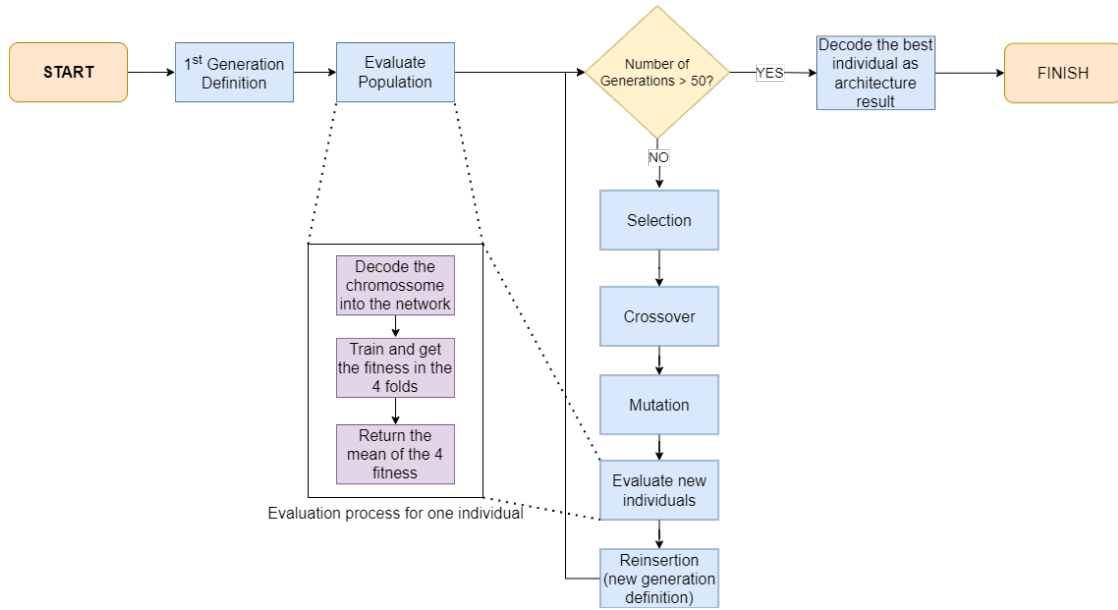 START
1st Generation
Definition
Evaluate
Population
Number of
Generations > 50?
YES
Decode the best
individual as
architecture
result
FINISH
NO
Selection
Crossover
Mutation
Evaluate new
individuals
Reinsertion
(new generation
definition)
Decode the
chromossome
into the network
Train and get
the fitness in the
4 folds
Return the
mean of the 4
fitness
Evaluation process for one individual